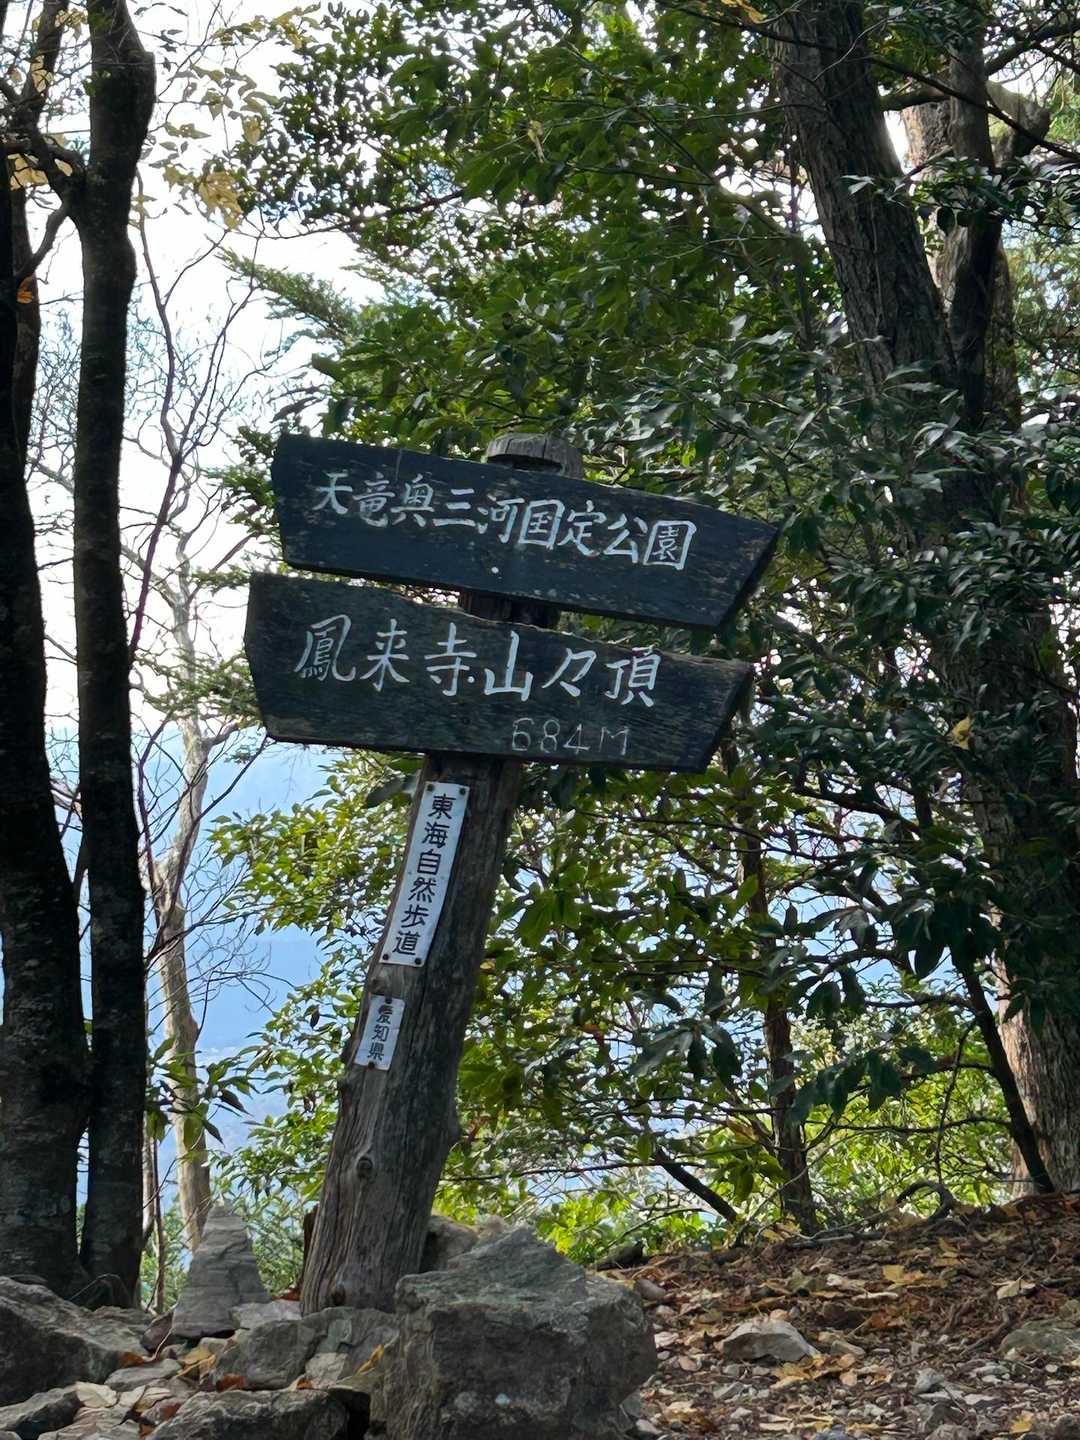 天竜奥三河国定公園
鳳来寺山々頂
684M
東海自然歩道
愛知県